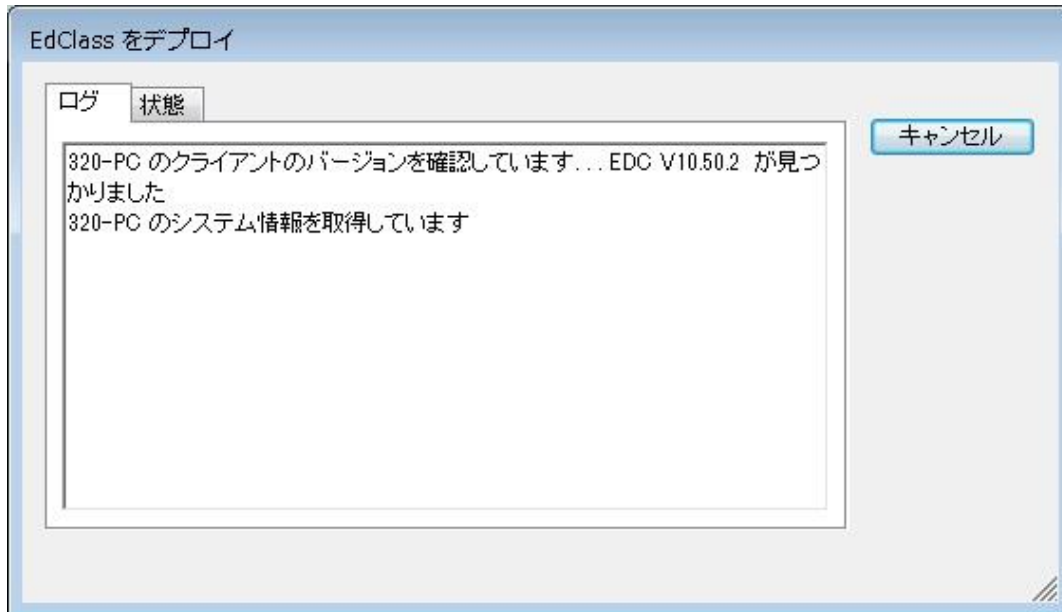 EdClass をデプロイ
ログ
状態
キャンセル
320-PC のクライアントのバージョンを確認しています... EDC V10.50.2 が見つ
かりました
320-PC のシステム情報を取得しています